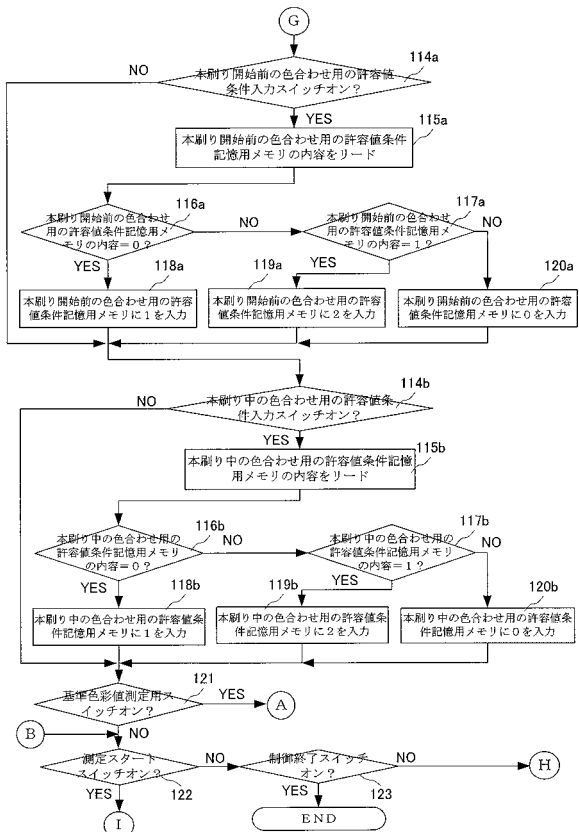 G
114a
本刷り開始前の色合わせ用の許容値
条件入力スイッチオン？
NO
YES
115a
本刷り開始前の色合わせ用の許容値条件
記憶用メモリの内容をリード
116a
本刷り開始前の色合わせ
用の許容値条件記憶用メ
モリの内容＝０？
NO
YES
117a
本刷り開始前の色合わせ
用の許容値条件記憶用メ
モリの内容＝１？
NO
YES
118a
本刷り開始前の色合わせ用の許容
値条件記憶用メモリに１を入力
119a
本刷り開始前の色合わせ用の許容
値条件記憶用メモリに２を入力
120a
本刷り開始前の色合わせ用の許容
値条件記憶用メモリに０を入力
114b
本刷り中の色合わせ用の許容値条
件入力スイッチオン？
NO
YES
115b
本刷り中の色合わせ用の許容値条件記憶
用メモリの内容をリード
116b
本刷り中の色合わせ用の
許容値条件記憶用メモリ
の内容＝０？
NO
YES
117b
本刷り中の色合わせ用の
許容値条件記憶用メモリ
の内容＝１？
NO
YES
118b
本刷り中の色合わせ用の許容値条
件記憶用メモリに１を入力
119b
本刷り中の色合わせ用の許容値条
件記憶用メモリに２を入力
120b
本刷り中の色合わせ用の許容値条
件記憶用メモリに０を入力
121
基準色彩値測定用ス
イッチオン？
YES
A
NO
B
測定スタート
スイッチオン？
122
NO
YES
I
制御終了スイッチ
オン？
123
NO
H
YES
END